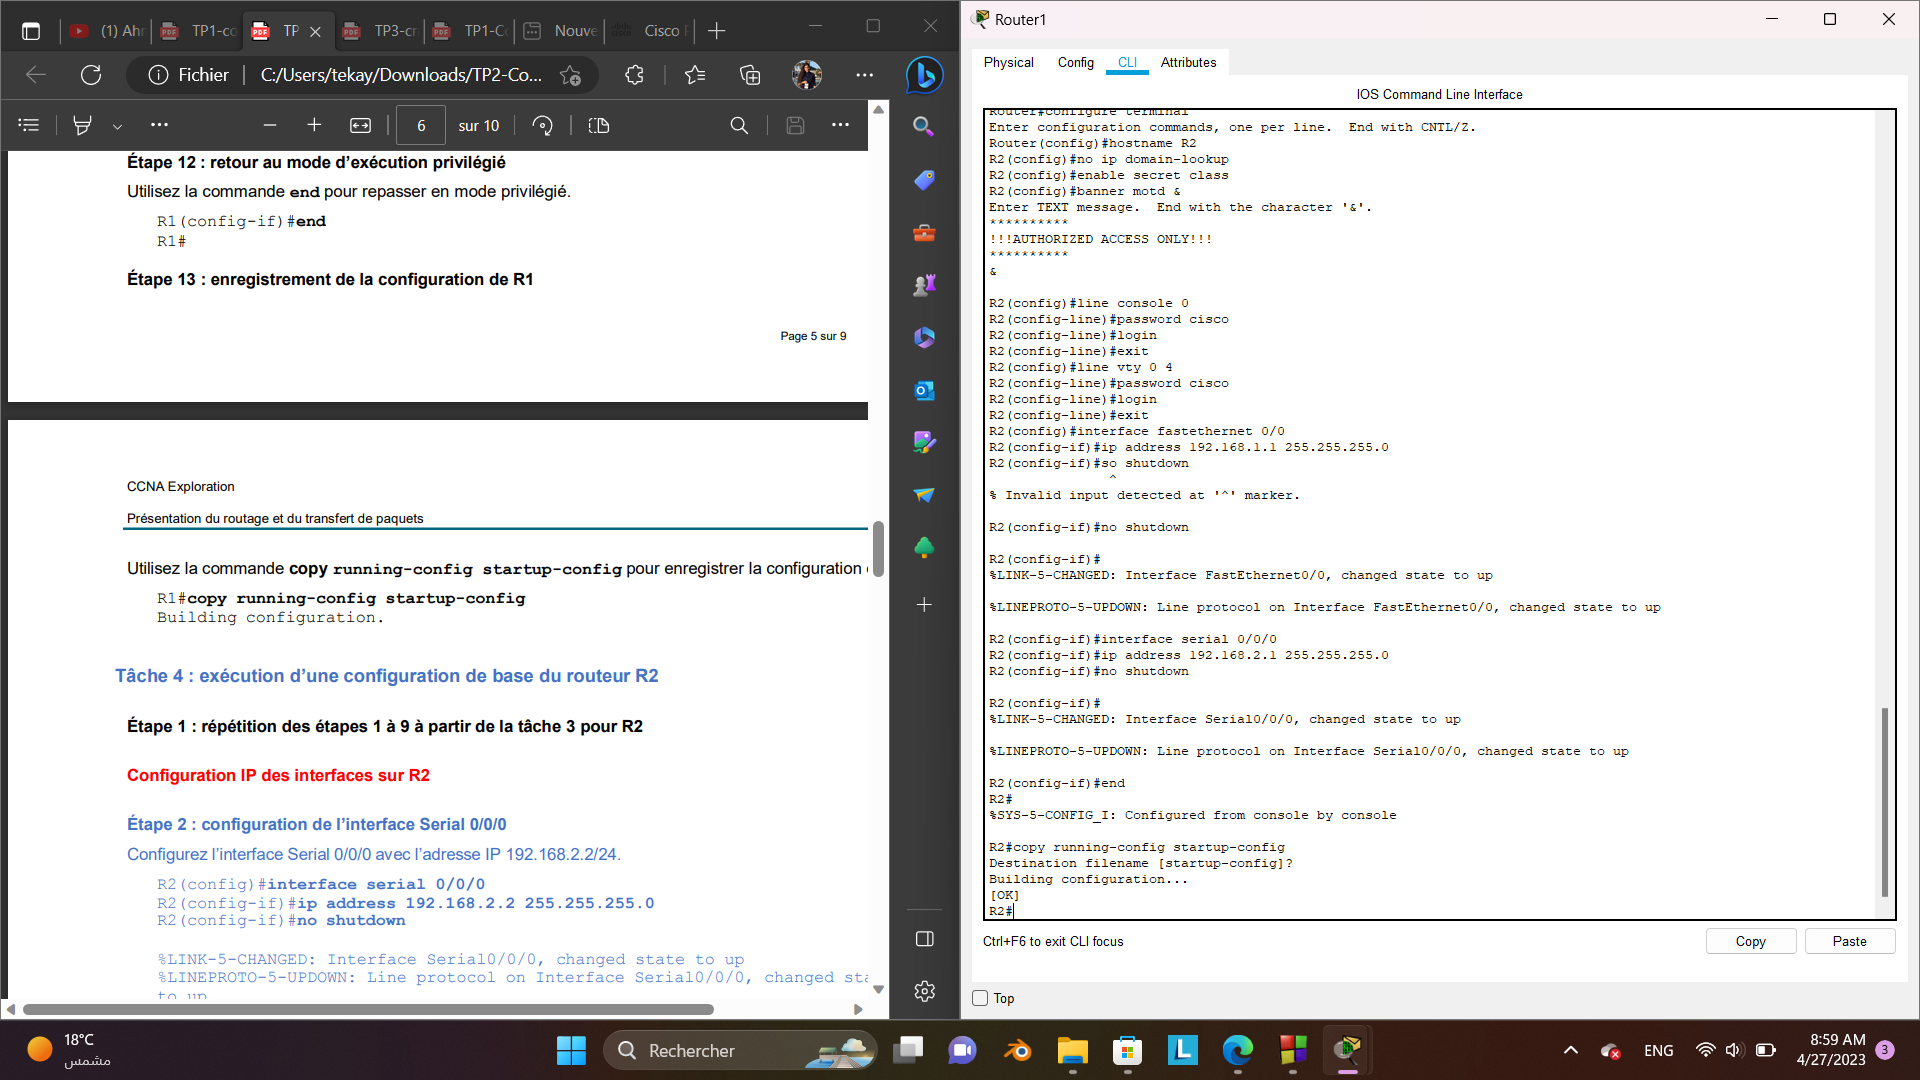 (1) Ahr
TP1-co
TP
TP3-cr
TP1-C
Nouve
Cisco
Fichier
C:/Users/tekay/Downloads/TP2-Co...
6
sur 10
Étape 12 : retour au mode d’exécution privilégié
Utilisez la commande end pour repasser en mode privilégié.
R1(config-if)#end
R1#
Étape 13 : enregistrement de la configuration de R1
Page 5 sur 9
CCNA Exploration
Présentation du routage et du transfert de paquets
Utilisez la commande copy running-config startup-config pour enregistrer la configuration
R1#copy running-config startup-config
Building configuration.
Tâche 4 : exécution d’une configuration de base du routeur R2
Étape 1 : répétition des étapes 1 à 9 à partir de la tâche 3 pour R2
Configuration IP des interfaces sur R2
Étape 2 : configuration de l’interface Serial 0/0/0
Configurez l’interface Serial 0/0/0 avec l’adresse IP 192.168.2.2/24.
R2(config)#interface serial 0/0/0
R2(config-if)#ip address 192.168.2.2 255.255.255.0
R2(config-if)#no shutdown
%LINK-5-CHANGED: Interface Serial0/0/0, changed state to up
%LINEPROTO-5-UPDOWN: Line protocol on Interface Serial0/0/0, changed sta
to up
Router1
Physical
Config
CLI
Attributes
IOS Command Line Interface
Router#configure terminal
Enter configuration commands, one per line.  End with CNTL/Z.
Router(config)#hostname R2
R2(config)#no ip domain-lookup
R2(config)#enable secret class
R2(config)#banner motd &
Enter TEXT message.  End with the character '&'.
**********
!!!AUTHORIZED ACCESS ONLY!!!
**********
&
R2(config)#line console 0
R2(config-line)#password cisco
R2(config-line)#login
R2(config-line)#exit
R2(config)#line vty 0 4
R2(config-line)#password cisco
R2(config-line)#login
R2(config-line)#exit
R2(config)#interface fastethernet 0/0
R2(config-if)#ip address 192.168.1.1 255.255.255.0
R2(config-if)#so shutdown
^
% Invalid input detected at '^' marker.
R2(config-if)#no shutdown
R2(config-if)#
%LINK-5-CHANGED: Interface FastEthernet0/0, changed state to up
%LINEPROTO-5-UPDOWN: Line protocol on Interface FastEthernet0/0, changed state to up
R2(config-if)#interface serial 0/0/0
R2(config-if)#ip address 192.168.2.1 255.255.255.0
R2(config-if)#no shutdown
R2(config-if)#
%LINK-5-CHANGED: Interface Serial0/0/0, changed state to up
%LINEPROTO-5-UPDOWN: Line protocol on Interface Serial0/0/0, changed state to up
R2(config-if)#end
R2#
%SYS-5-CONFIG_I: Configured from console by console
R2#copy running-config startup-config
Destination filename [startup-config]?
Building configuration...
[OK]
R2#
Ctrl+F6 to exit CLI focus
Copy
Paste
Top
18°C
مشمس
Rechercher
ENG
8:59 AM
4/27/2023
3